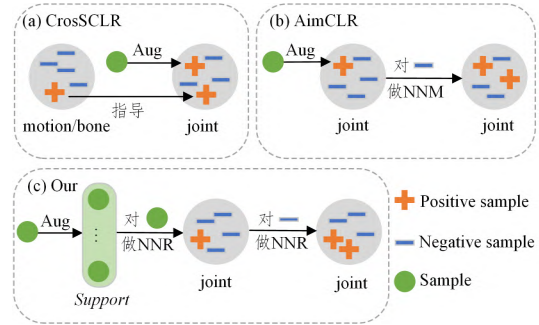 (a) CrosSCLR
Aug
指导
motion/bone
joint
(b) AimCLR
Aug
对
做NNM
joint
joint
(c) Our
Aug
⋮
Support
对
做NNR
joint
对
做NNR
joint
Positive sample
Negative sample
Sample